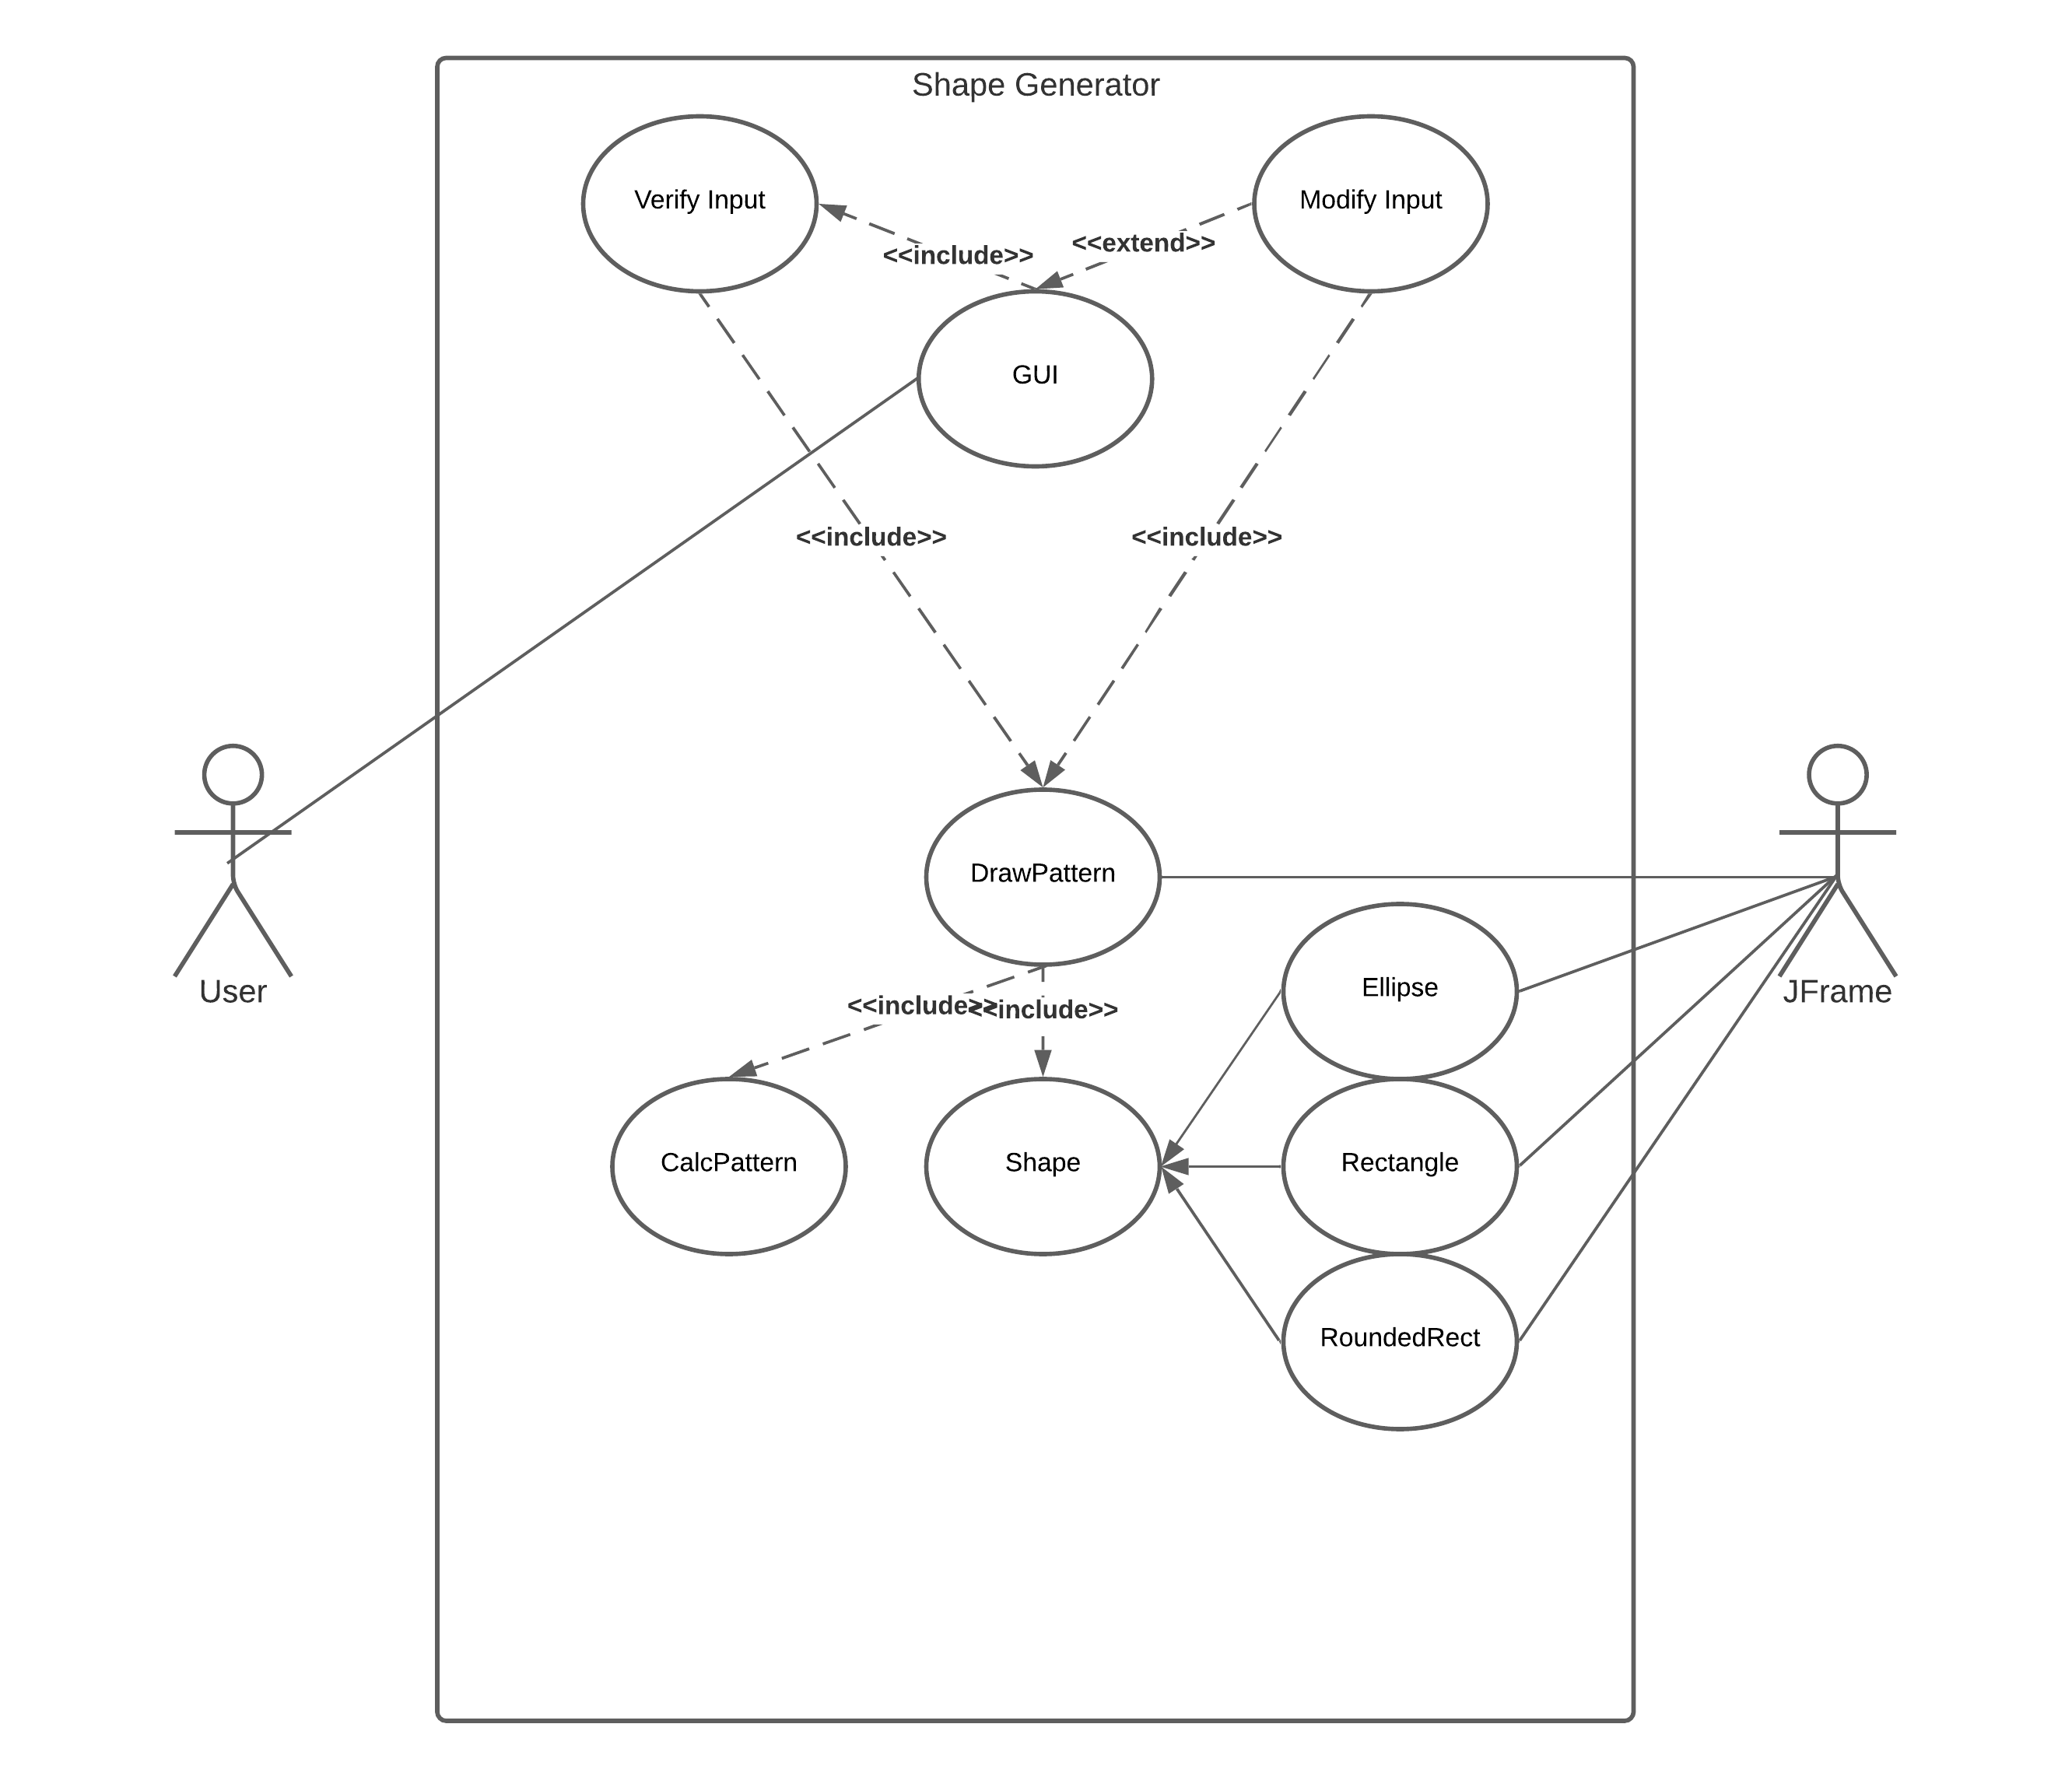 Shape Generator
Verify Input
Modify Input
<<extend>>
<<include>>
GUI
<<include>>
<<include>>
DrawPattern
User
JFrame
Ellipse
<<include>>
<<include>>
CalcPattern
Shape
Rectangle
RoundedRect